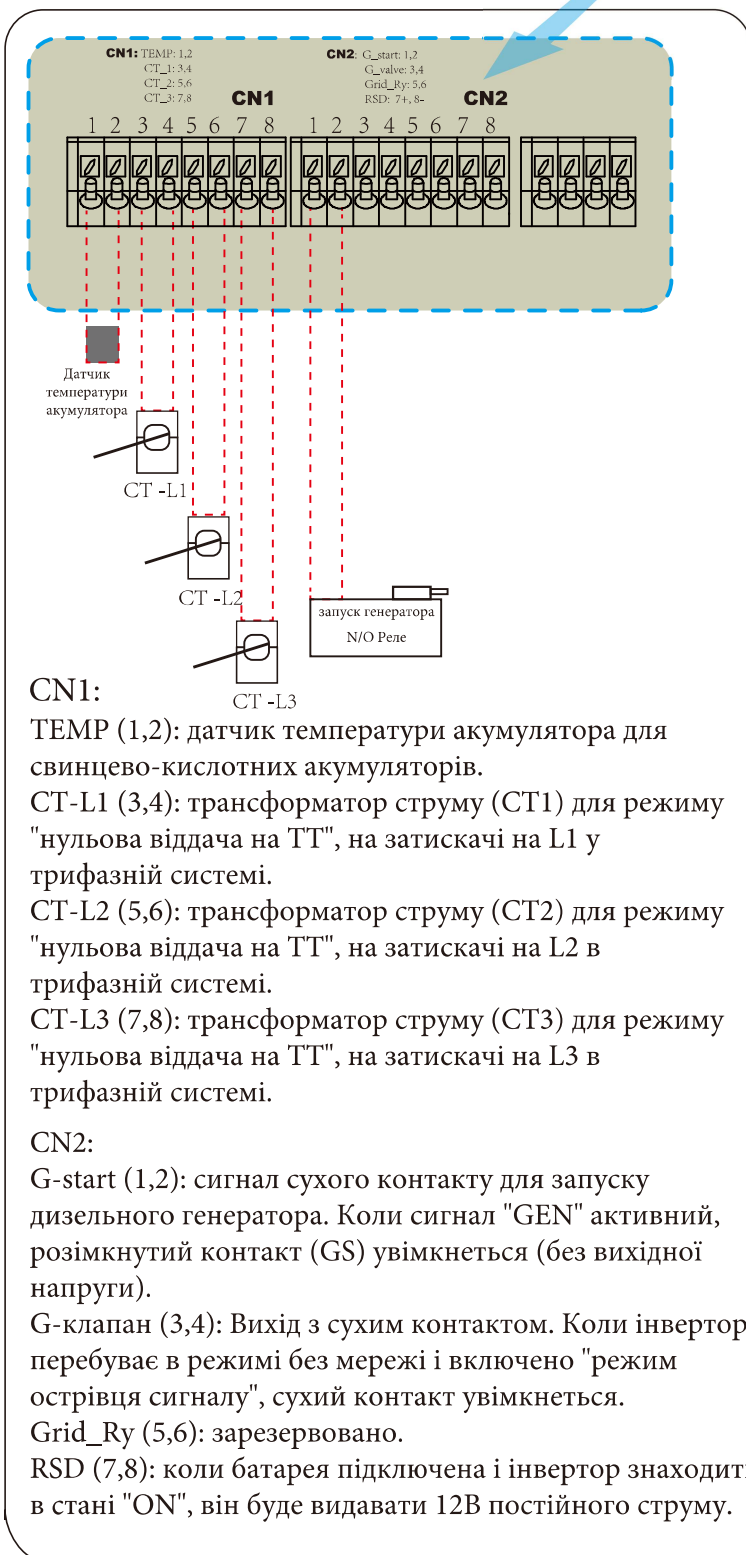 CN1: TEMP: 1,2
CT_1: 3,4
CT_2: 5,6
CT_3: 7,8
CN2: G_start: 1,2
G_valve: 3,4
Grid_Ry: 5,6
RSD: 7+, 8-
CN1
CN2
1 2 3 4 5 6 7 8
1 2 3 4 5 6 7 8
Датчик
температури
акумулятора
CT -L1
CT -L2
CT -L3
запуск генератора
N/O Реле
CN1:
TEMP (1,2): датчик температури акумулятора для
свинцево-кислотних акумуляторів.
CT-L1 (3,4): трансформатор струму (CT1) для режиму
"нульова віддача на ТТ", на затискачі на L1 у
трифазній системі.
CT-L2 (5,6): трансформатор струму (CT2) для режиму
"нульова віддача на ТТ", на затискачі на L2 в
трифазній системі.
CT-L3 (7,8): трансформатор струму (CT3) для режиму
"нульова віддача на ТТ", на затискачі на L3 в
трифазній системі.
CN2:
G-start (1,2): сигнал сухого контакту для запуску
дизельного генератора. Коли сигнал "GEN" активний,
розімкнутий контакт (GS) увімкнеться (без вихідної
напруги).
G-клапан (3,4): Вихід з сухим контактом. Коли інвертор
перебуває в режимі без мережі і включено "режим
острівця сигналу", сухий контакт увімкнеться.
Grid_Ry (5,6): зарезервовано.
RSD (7,8): коли батарея підключена і інвертор знаходить
в стані "ON", він буде видавати 12В постійного струму.